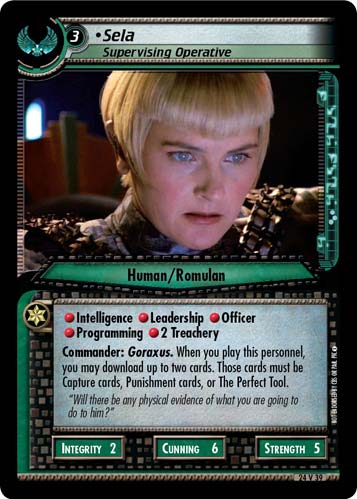 3
•Sela
Supervising Operative
Human/Romulan
Intelligence Leadership Officer
Programming 2 Treachery
Commander: Goraxus. When you play this personnel,
you may download up to two cards. Those cards must be
Capture cards, Punishment cards, or The Perfect Tool.
"Will there be any physical evidence of what you are going to
do to him?"
INTEGRITY 2 CUNNING 6 STRENGTH 5
24 V 39